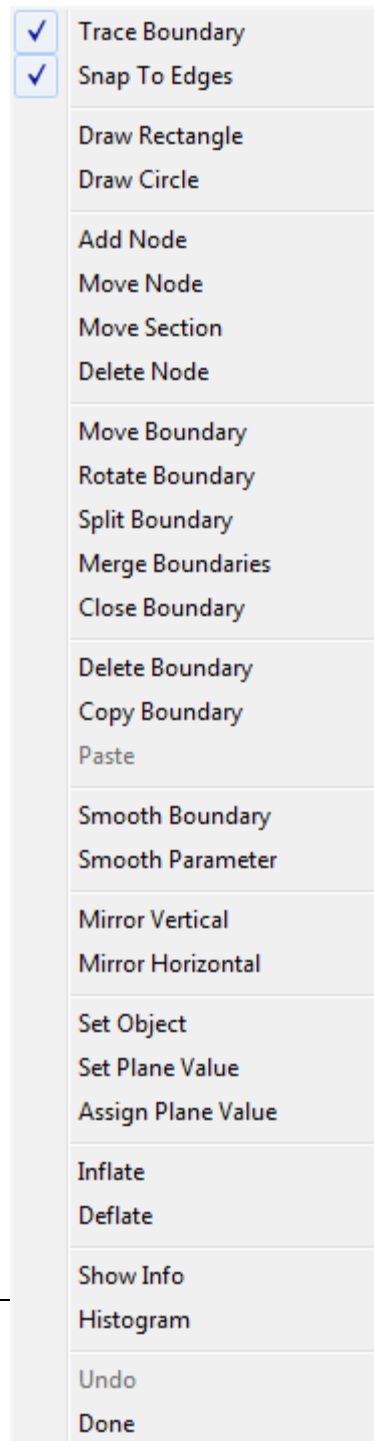 Trace Boundary
Snap To Edges
Draw Rectangle
Draw Circle
Add Node
Move Node
Move Section
Delete Node
Move Boundary
Rotate Boundary
Split Boundary
Merge Boundaries
Close Boundary
Delete Boundary
Copy Boundary
Paste
Smooth Boundary
Smooth Parameter
Mirror Vertical
Mirror Horizontal
Set Object
Set Plane Value
Assign Plane Value
Inflate
Deflate
Show Info
Histogram
Undo
Done